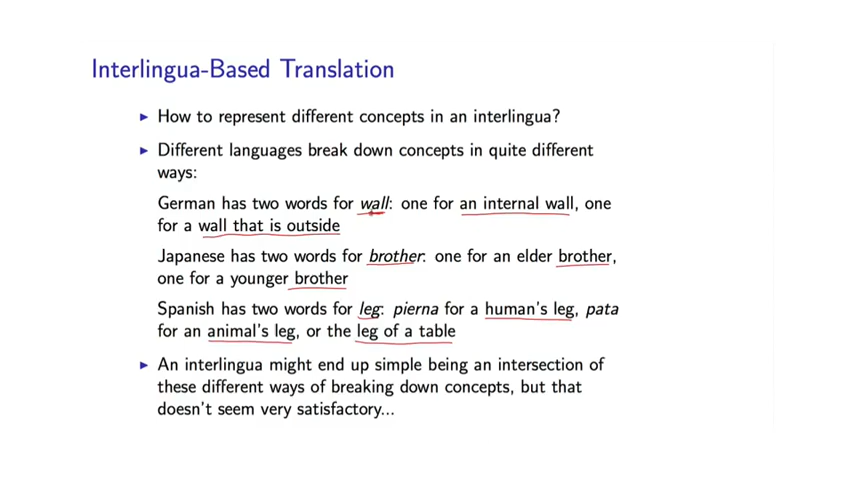 Interlingua-Based Translation
▶ How to represent different concepts in an interlingua?
▶ Different languages break down concepts in quite different
ways:
German has two words for wall: one for an internal wall, one
for a wall that is outside
Japanese has two words for brother: one for an elder brother,
one for a younger brother
Spanish has two words for leg: pierna for a human's leg, pata
for an animal's leg, or the leg of a table
▶ An interlingua might end up simple being an intersection of
these different ways of breaking down concepts, but that
doesn't seem very satisfactory...